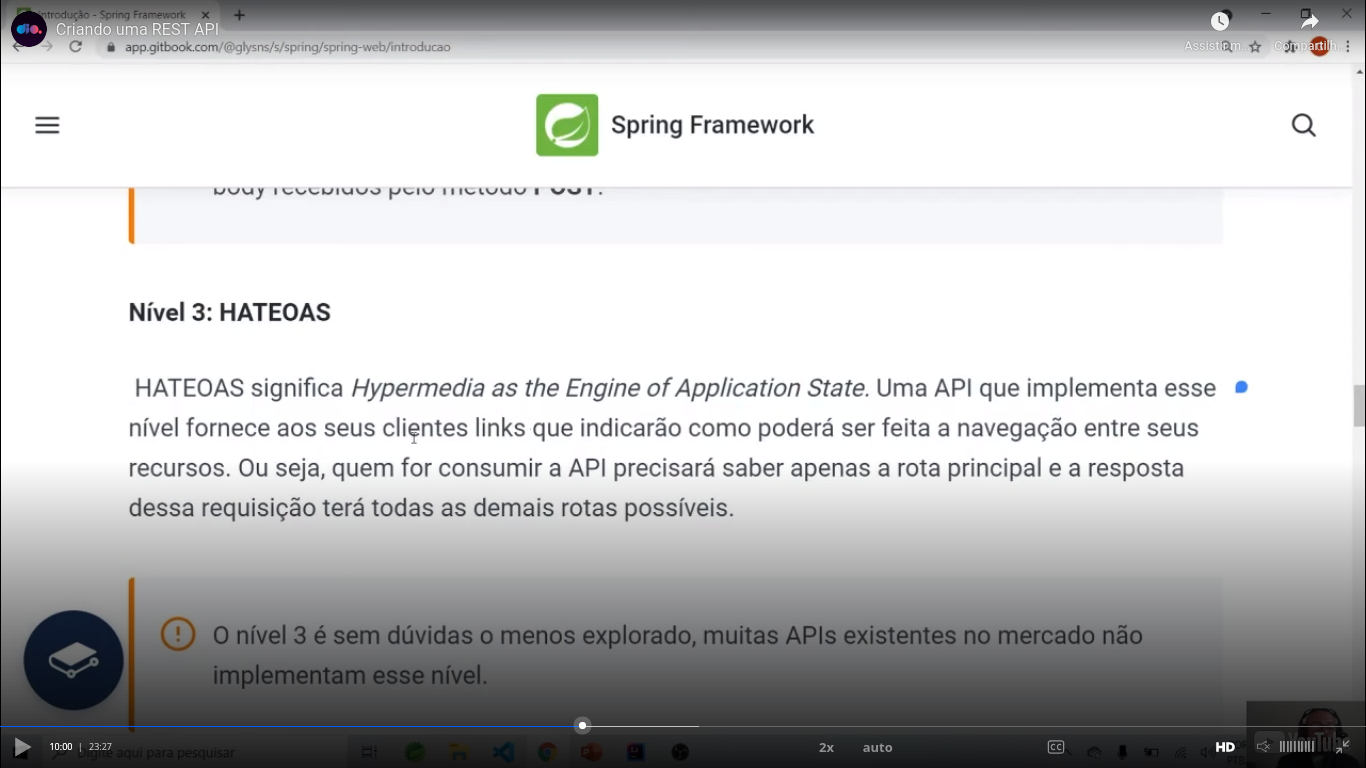 Introdução - Spring Framework
Criando uma REST API
app.gitbook.com/@glysns/s/spring/spring-web/introducao
Assistir m
Compartilh
Spring Framework
body recebidos pelo método POST.
Nível 3: HATEOAS
HATEOAS significa Hypermedia as the Engine of Application State. Uma API que implementa esse
nível fornece aos seus clientes links que indicarão como poderá ser feita a navegação entre seus
recursos. Ou seja, quem for consumir a API precisará saber apenas a rota principal e a resposta
dessa requisição terá todas as demais rotas possíveis.
O nível 3 é sem dúvidas o menos explorado, muitas APIs existentes no mercado não
implementam esse nível.
10:00 | 23:27
Digite aqui para pesquisar
2x
auto
CC
HD
YouTube